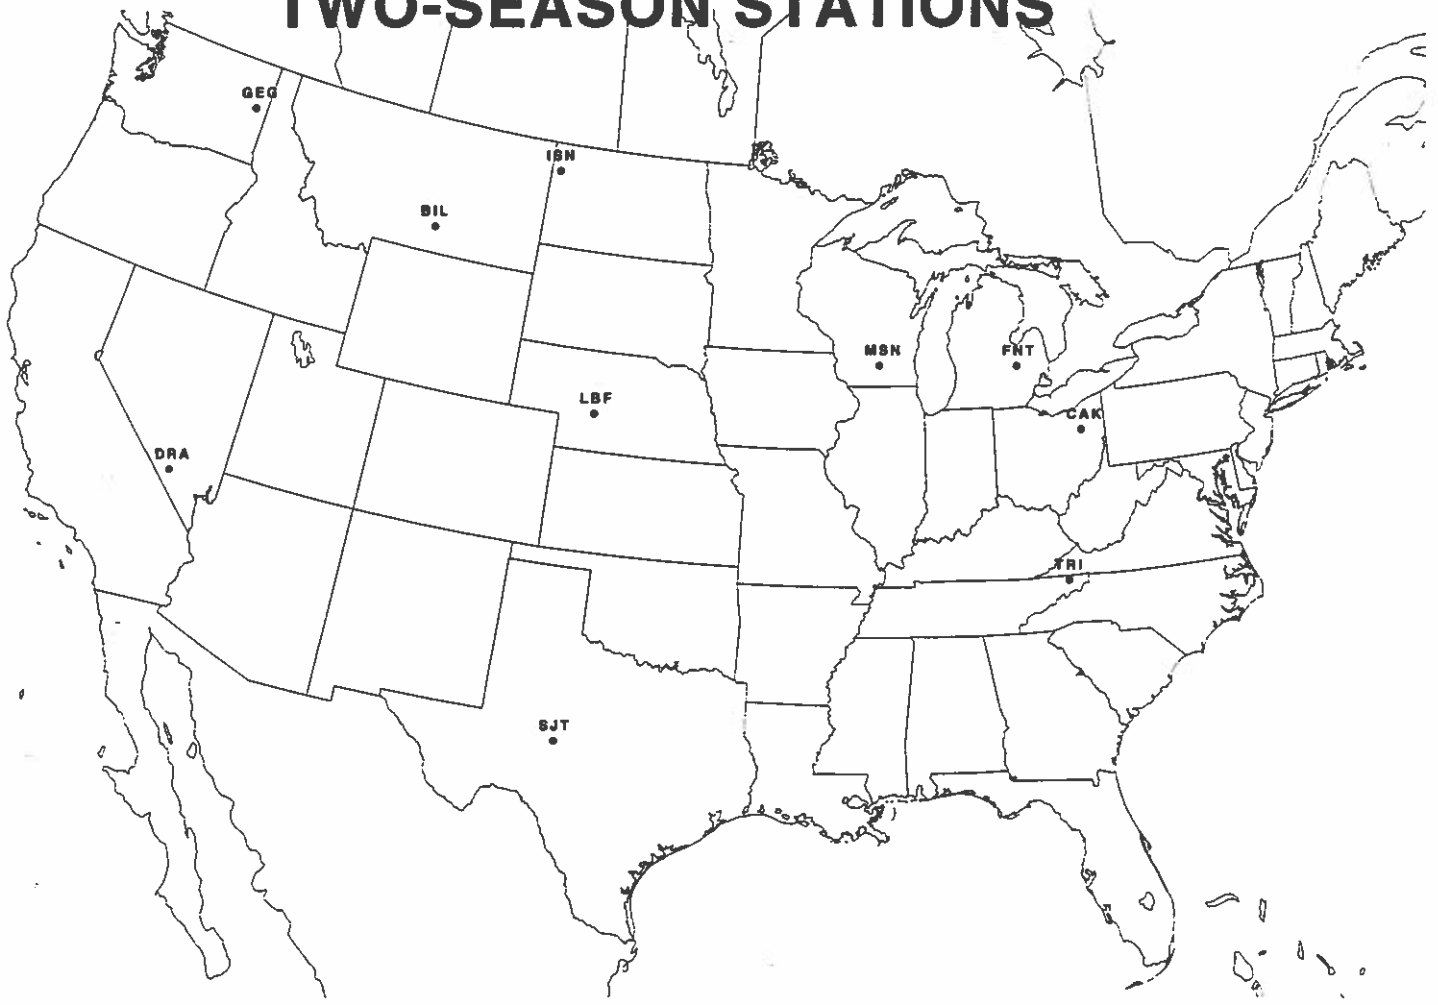 TWO-SEASON STATIONS
GEG
ISN
BIL
MSN
FNT
LBF
CAK
DRA
TRI
SJT